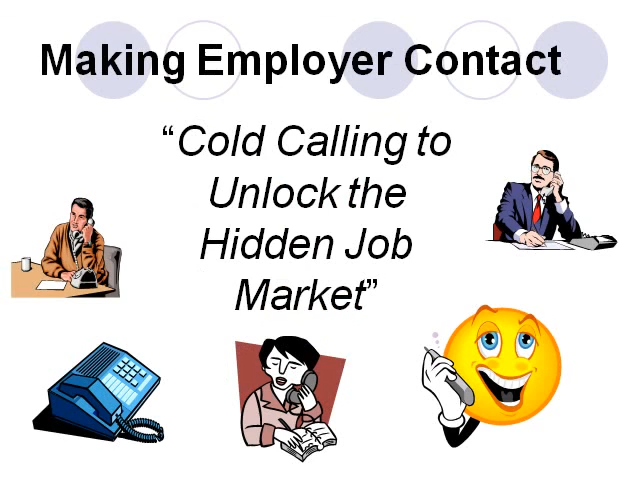 Making Employer Contact
“Cold Calling to
Unlock the
Hidden Job
Market”